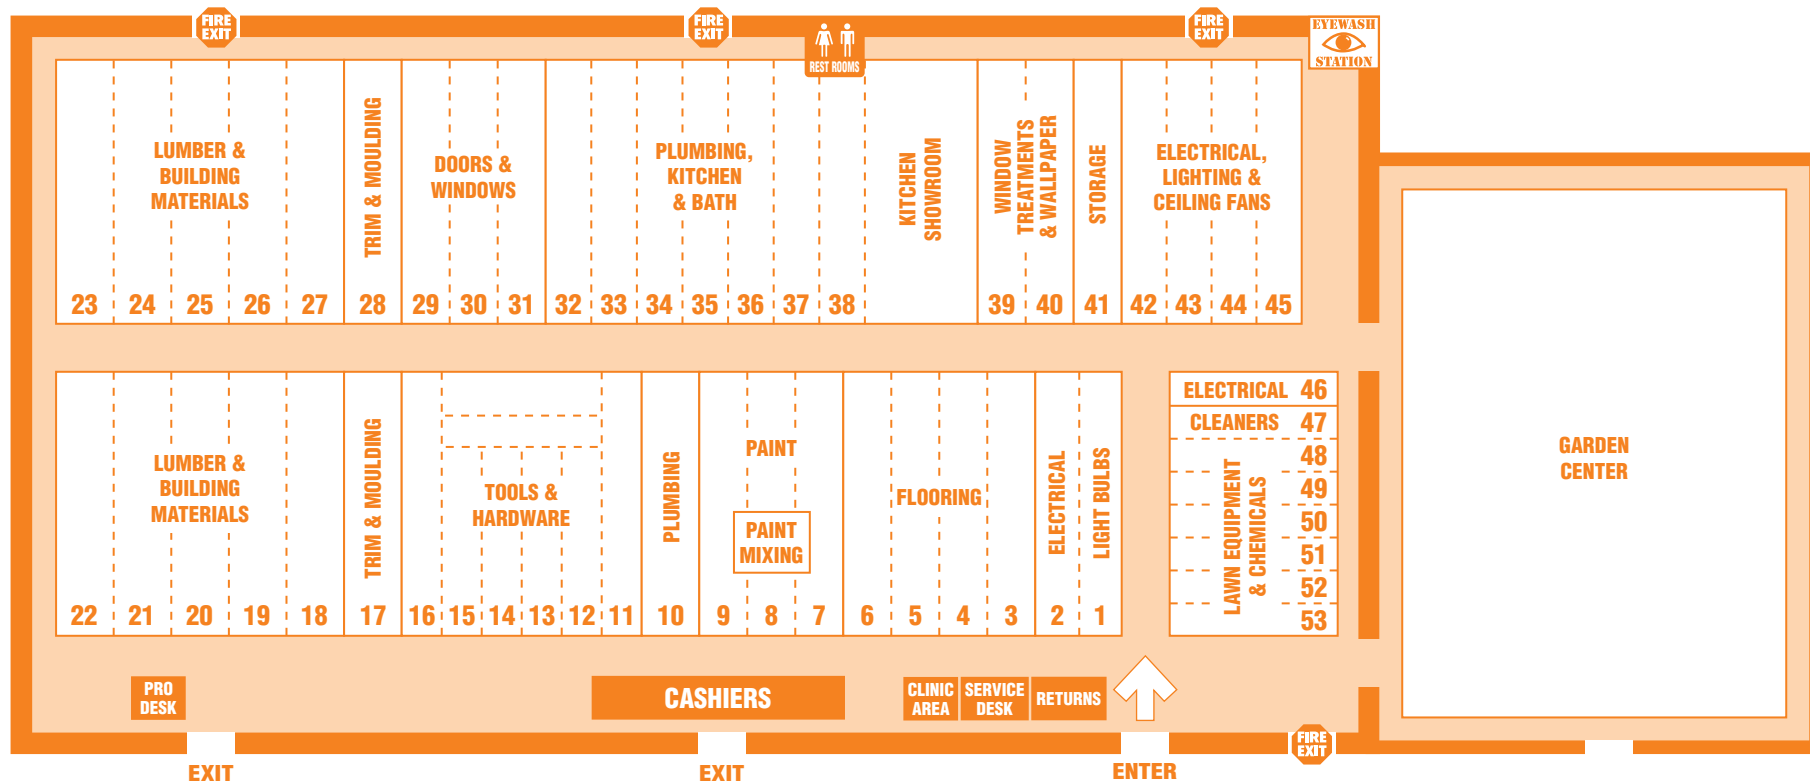 FIRE
EXIT
FIRE
EXIT
FIRE
EXIT
EYEWASH
STATION
REST ROOMS
LUMBER &
BUILDING
MATERIALS
TRIM & MOULDING
DOORS &
WINDOWS
PLUMBING,
KITCHEN
& BATH
KITCHEN
SHOWROOM
WINDOW
TREATMENTS
& WALLPAPER
STORAGE
ELECTRICAL,
LIGHTING &
CEILING FANS
23 24 25 26 27 28 29 30 31 32 33 34 35 36 37 38 39 40 41 42 43 44 45
LUMBER &
BUILDING
MATERIALS
TRIM & MOULDING
TOOLS &
HARDWARE
PLUMBING
PAINT
PAINT
MIXING
FLOORING
ELECTRICAL
LIGHT BULBS
22 21 20 19 18 17 16 15 14 13 12 11 10 9 8 7 6 5 4 3 2 1
ELECTRICAL 46
CLEANERS 47
LAWN EQUIPMENT
& CHEMICALS
48
49
50
51
52
53
GARDEN
CENTER
PRO
DESK
CASHIERS
CLINIC
AREA
SERVICE
DESK
RETURNS
FIRE
EXIT
EXIT
EXIT
ENTER